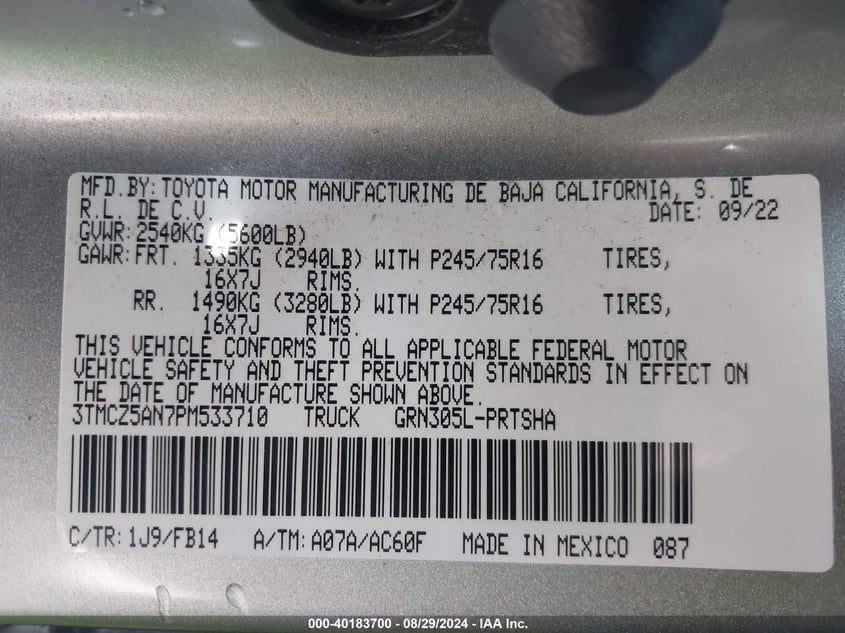 MFD.BY: TOYOTA MOTOR MANUFACTURING DE BAJA CALIFORNIA, S. DE
R.L. DE C.V. DATE: 09/22
GVWR: 2540KG (5600LB)
GAWR: FRT. 1335KG (2940LB) WITH P245/75R16 TIRES,
16X7J RIMS.
RR. 1490KG (3280LB) WITH P245/75R16 TIRES,
16X7J RIMS.
THIS VEHICLE CONFORMS TO ALL APPLICABLE FEDERAL MOTOR
VEHICLE SAFETY AND THEFT PREVENTION STANDARDS IN EFFECT ON
THE DATE OF MANUFACTURE SHOWN ABOVE.
3TMCZ5AN7PM533710 TRUCK GRN305L-PRTSHA
C/TR: 1J9/FB14 A/TM: A07A/AC60F MADE IN MEXICO 087
000-40183700 - 08/29/2024 - IAA Inc.